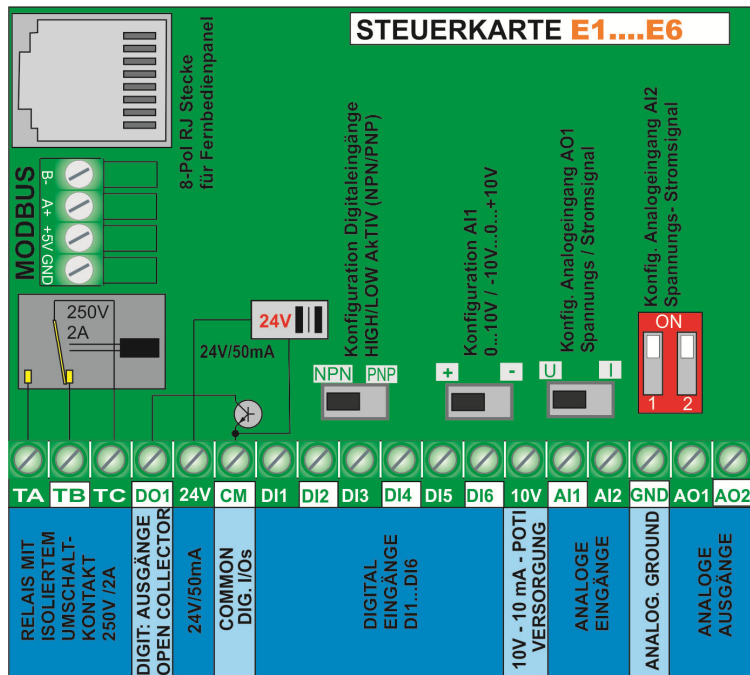 STEUERKARTE E1....E6
8-Pol RJ Stecke
für Fernbedienpanel
MODBUS
B-
A+
+5V
GND
250V
2A
24V
24V/50mA
Konfiguration Digitaleingänge
HIGH/LOW AkTIV (NPN/PNP)
NPN
PNP
Konfiguration AI1
0...10V / -10V...0...+10V
+
-
Konfig. Analogeingang AO1
Spannungs / Stromsignal
U
I
Konfig. Analogeingang AI2
Spannungs- Stromsignal
ON
1 2
TA TB TC DO1 24V CM DI1 DI2 DI3 DI4 DI5 DI6 10V AI1 AI2 GND AO1 AO2
RELAIS MIT
ISOLIERTEM
UMSCHALT-
KONTAKT
250V /2A
DIGIT: AUSGÄNGE
OPEN COLLECTOR
24V/50mA
COMMON
DIG. I/Os
DIGITAL
EINGÄNGE
DI1...DI6
10V - 10 mA - POTI
VERSORGUNG
ANALOGE
EINGÄNGE
ANALOG. GROUND
ANALOGE
AUSGÄNGE